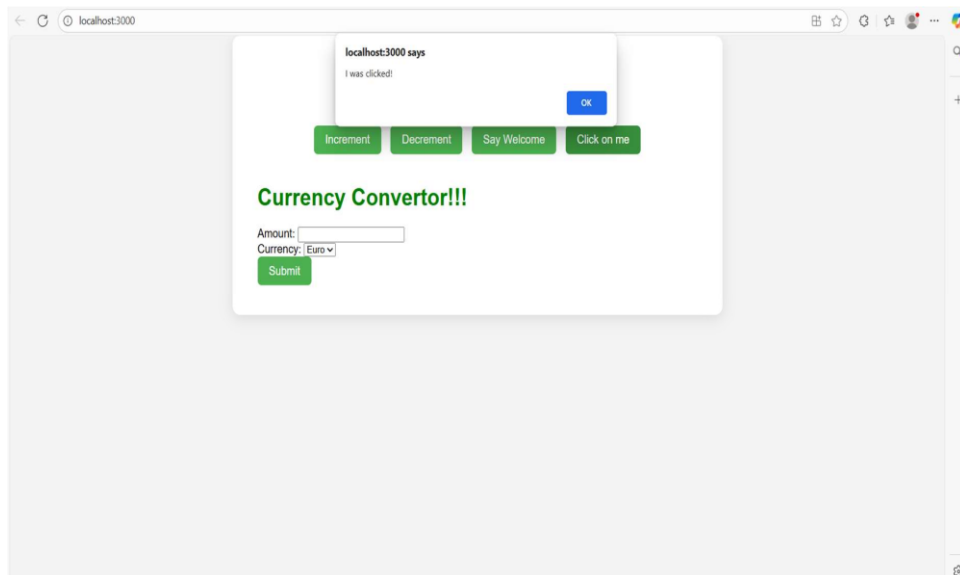 localhost:3000
localhost:3000 says
I was clicked!
OK
Increment Decrement Say Welcome Click on me
Currency Convertor!!!
Amount:
Currency: Euro
Submit